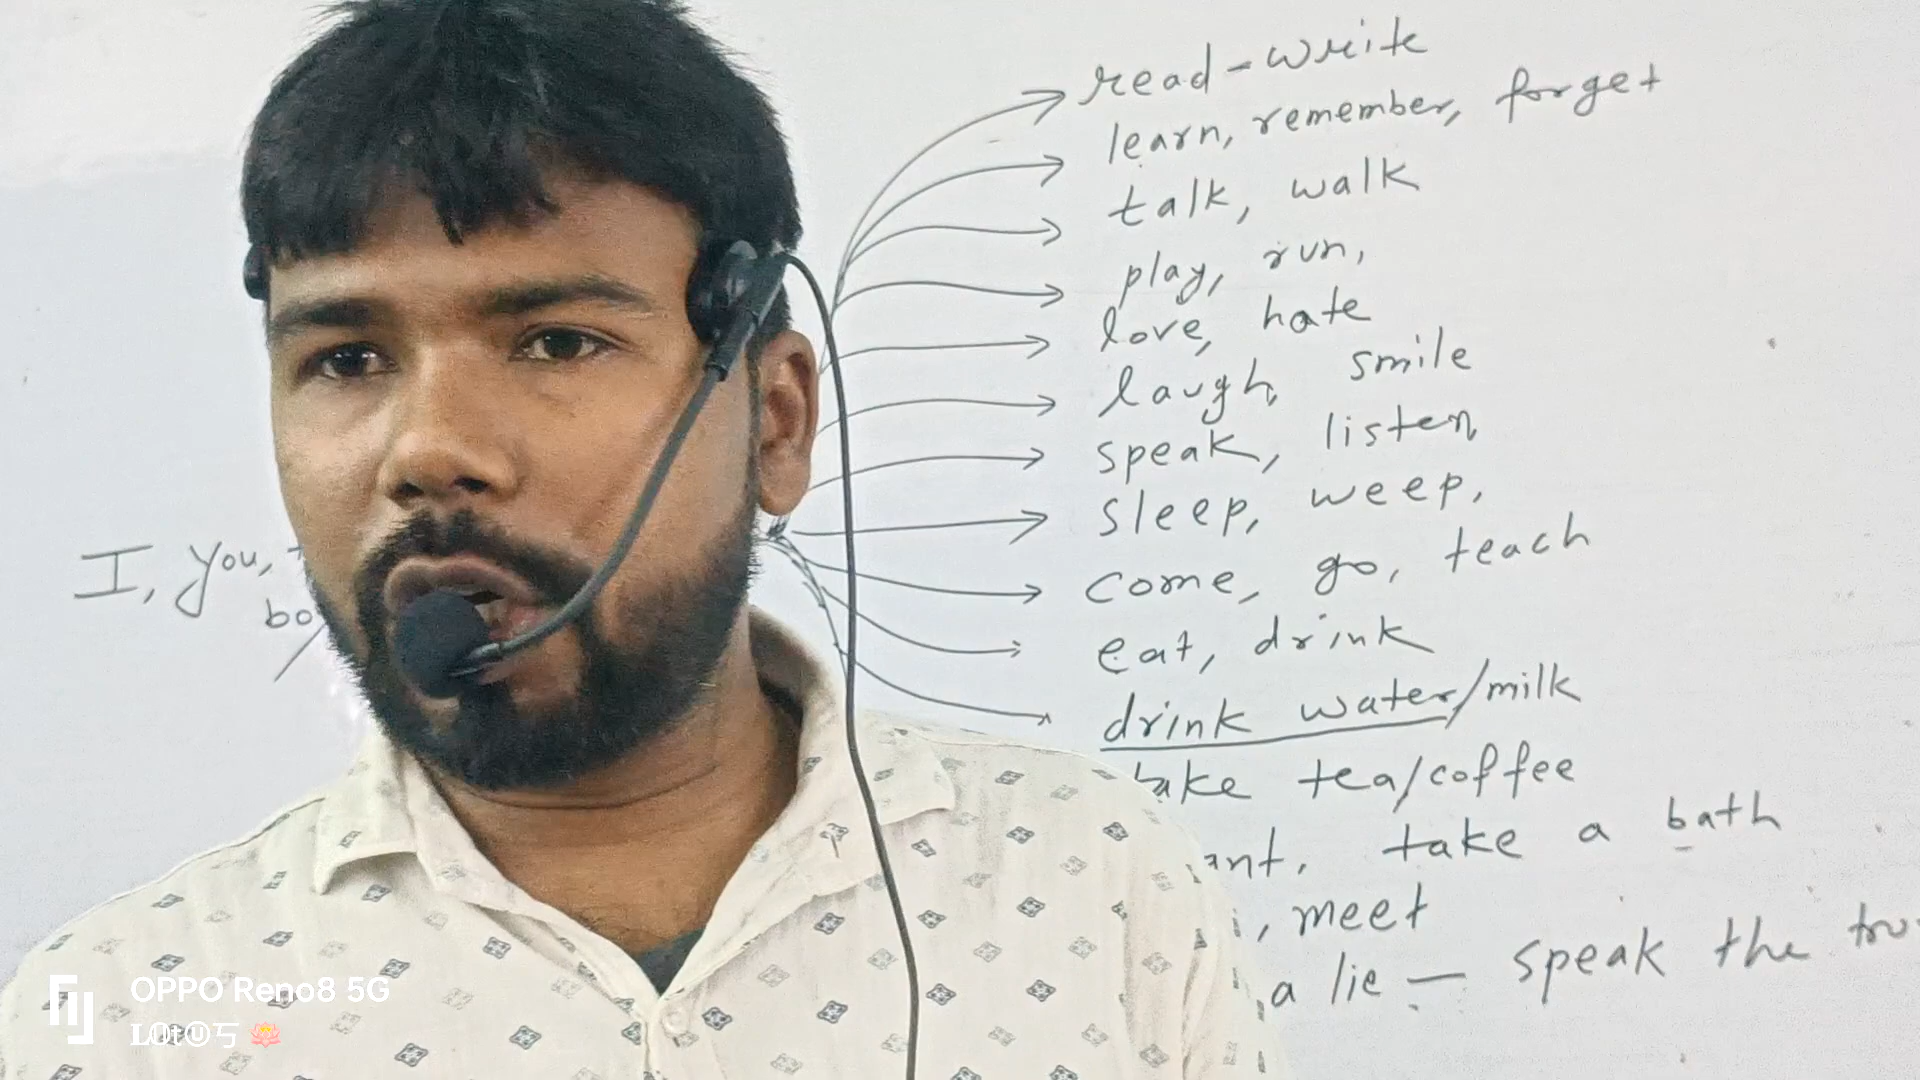 read - write
learn, remember, forget
talk, walk
play, run,
love, hate
laugh, smile
speak, listen
sleep, weep,
come, go, teach
I, you,
eat, drink
drink water/milk
take tea/coffee
take a bath
, meet
a lie — speak the
OPPO Reno8 5G